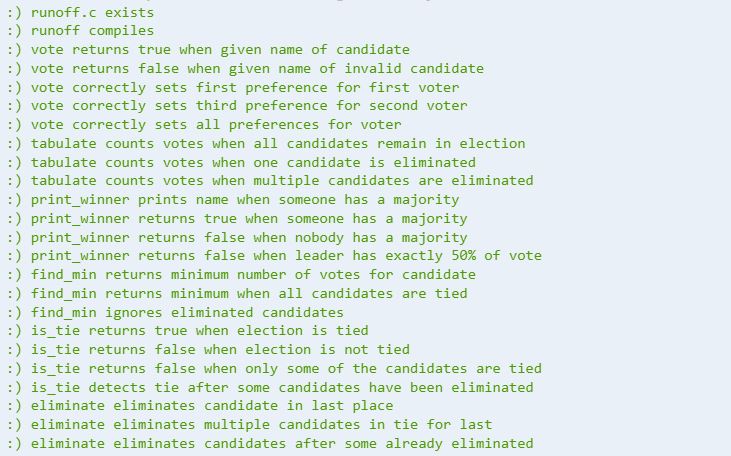 :) runoff.c exists
:) runoff compiles
:) vote returns true when given name of candidate
:) vote returns false when given name of invalid candidate
:) vote correctly sets first preference for first voter
:) vote correctly sets third preference for second voter
:) vote correctly sets all preferences for voter
:) tabulate counts votes when all candidates remain in election
:) tabulate counts votes when one candidate is eliminated
:) tabulate counts votes when multiple candidates are eliminated
:) print_winner prints name when someone has a majority
:) print_winner returns true when someone has a majority
:) print_winner returns false when nobody has a majority
:) print_winner returns false when leader has exactly 50% of vote
:) find_min returns minimum number of votes for candidate
:) find_min returns minimum when all candidates are tied
:) find_min ignores eliminated candidates
:) is_tie returns true when election is tied
:) is_tie returns false when election is not tied
:) is_tie returns false when only some of the candidates are tied
:) is_tie detects tie after some candidates have been eliminated
:) eliminate eliminates candidate in last place
:) eliminate eliminates multiple candidates in tie for last
:) eliminate eliminates candidates after some already eliminated